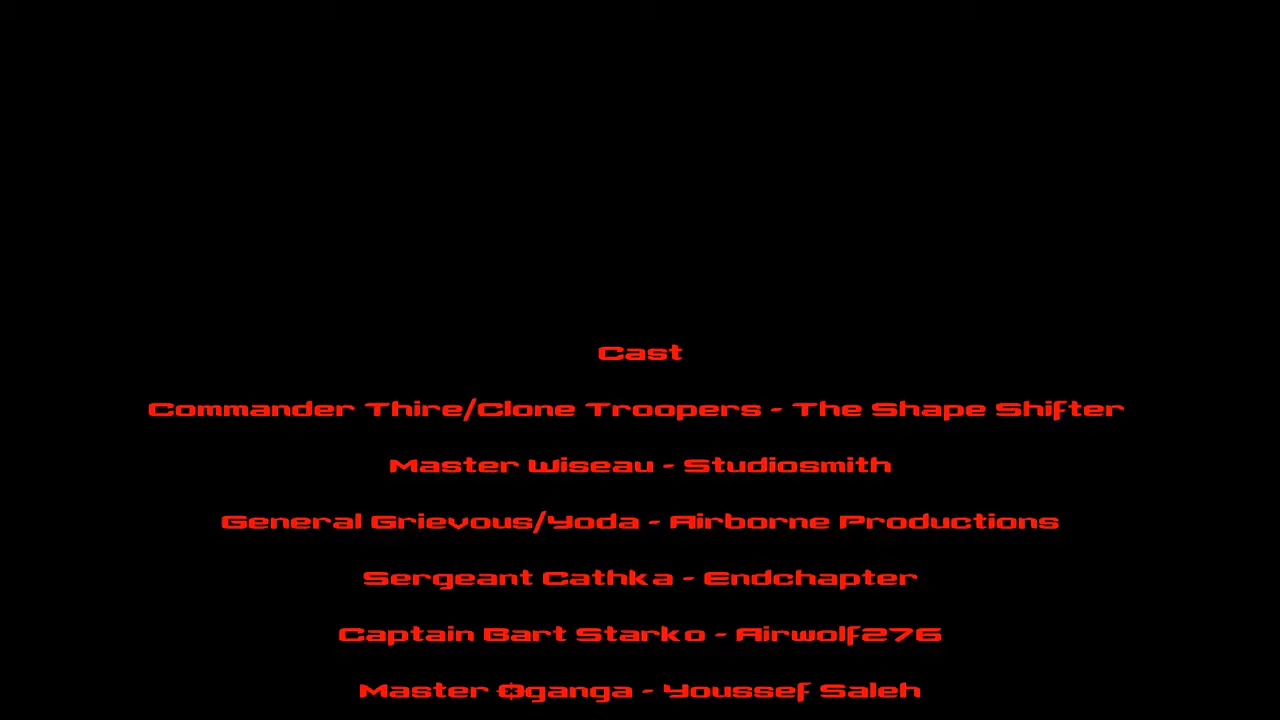 Cast
Commander Thire/Clone Troopers - The Shape Shifter
Master Wiseau - Studiosmith
General Grievous/Yoda - Airborne Productions
Sergeant Cathka - Endchapter
Captain Bart Starko - Airwolf276
Master Oganga - Youssef Saleh